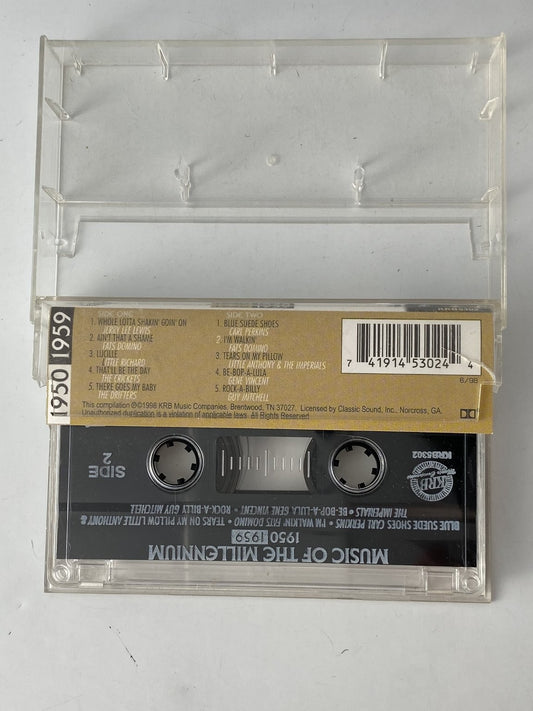 1950 1959
SIDE ONE
1. WHOLE LOTTA SHAKIN' GOIN' ON
JERRY LEE LEWIS
2. AIN'T THAT A SHAME
FATS DOMINO
3. LUCILLE
LITTLE RICHARD
4. THAT'LL BE THE DAY
THE CRICKETS
5. THERE GOES MY BABY
THE DRIFTERS
SIDE TWO
1. BLUE SUEDE SHOES
CARL PERKINS
2. I'M WALKIN'
FATS DOMINO
3. TEARS ON MY PILLOW
LITTLE ANTHONY & THE IMPERIALS
4. BE-BOP-A-LULA
GENE VINCENT
5. ROCK-A-BILLY
GUY MITCHELL
7 41914 53024 4
6/98
This compilation ℗©1998 KRB Music Companies. Brentwood, TN 37027. Licensed by Classic Sound, Inc., Norcross, GA.
Unauthorized duplication is a violation of applicable laws. All Rights Reserved
MUSIC OF THE MILLENNIUM
1950 1959
BLUE SUEDE SHOES CARL PERKINS • I'M WALKIN' FATS DOMINO • TEARS ON MY PILLOW LITTLE ANTHONY &
THE IMPERIALS • BE-BOP-A-LULA GENE VINCENT • ROCK-A-BILLY GUY MITCHELL
SIDE
2
KRB
KRB5302